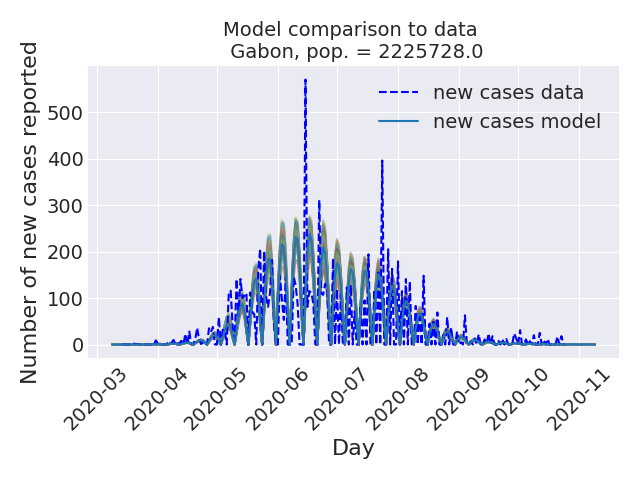 Model comparison to data
Gabon, pop. = 2225728.0
Number of new cases reported
500
400
300
200
100
0
new cases data
new cases model
2020-03
2020-04
2020-05
2020-06
2020-07
2020-08
2020-09
2020-10
2020-11
Day